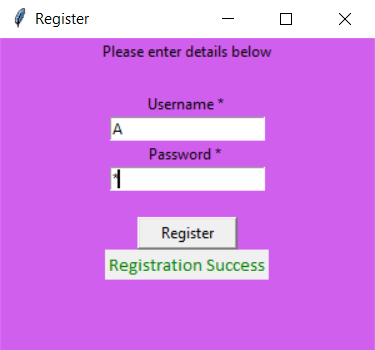 Register
Please enter details below
Username *
A
Password *
*
Register
Registration Success